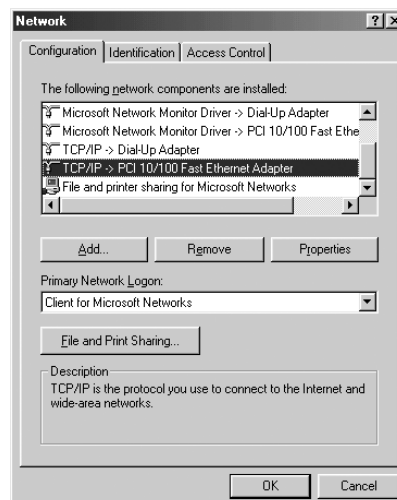 Network
Configuration Identification Access Control
The following network components are installed:
Microsoft Network Monitor Driver -> Dial-Up Adapter
Microsoft Network Monitor Driver -> PCI 10/100 Fast Ethe
TCP/IP -> Dial-Up Adapter
TCP/IP -> PCI 10/100 Fast Ethernet Adapter
File and printer sharing for Microsoft Networks
Add... Remove Properties
Primary Network Logon:
Client for Microsoft Networks
File and Print Sharing...
Description
TCP/IP is the protocol you use to connect to the Internet and
wide-area networks.
OK Cancel